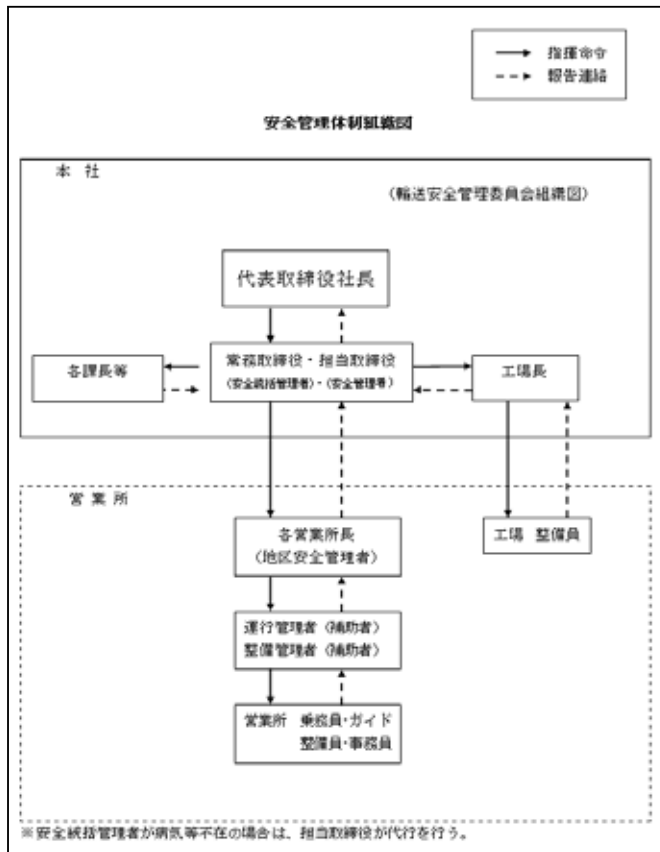 指揮命令
報告連絡
安全管理体制組織図
本 社
(輸送安全管理委員会組織図)
代表取締役社長
常務取締役・担当取締役
(安全統括管理者)・(安全管理者)
各課長等
工場長
営 業 所
各営業所長
(地区安全管理者)
工場 整備員
運行管理者(補助者)
整備管理者(補助者)
営業所 乗務員・ガイド
整備員・事務員
※安全統括管理者が病気等不在の場合は、担当取締役が代行を行う。